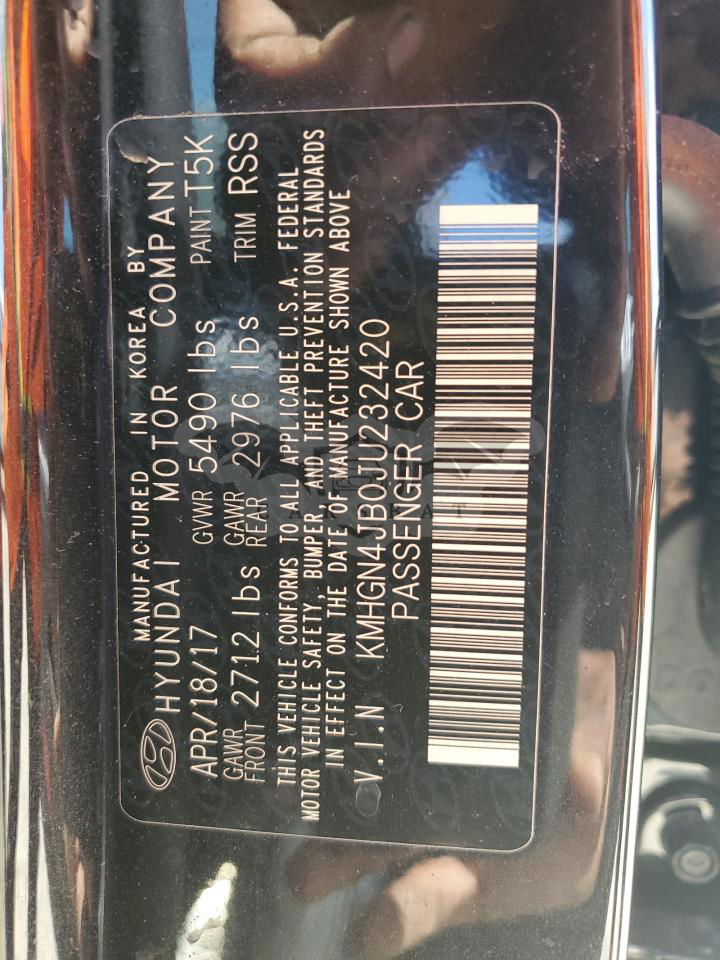 MANUFACTURED IN KOREA BY
HYUNDAI MOTOR COMPANY
APR/18/17 GVWR 5490 lbs PAINT T5K
GAWR FRONT 2712 lbs GAWR REAR 2976 lbs TRIM RSS
THIS VEHICLE CONFORMS TO ALL APPLICABLE U.S.A. FEDERAL
MOTOR VEHICLE SAFETY, BUMPER, AND THEFT PREVENTION STANDARDS
IN EFFECT ON THE DATE OF MANUFACTURE SHOWN ABOVE
V.I.N KMHGN4JB0JU232420
PASSENGER CAR